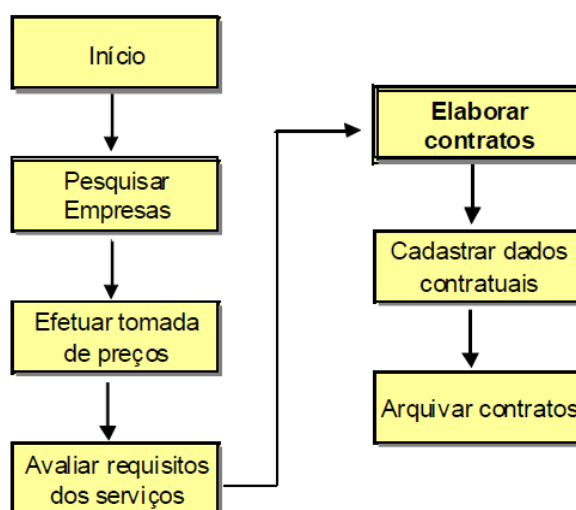 Início
Pesquisar
Empresas
Efetuar tomada
de preços
Avaliar requisitos
dos serviços
Elaborar
contratos
Cadastrar dados
contratuais
Arquivar contratos